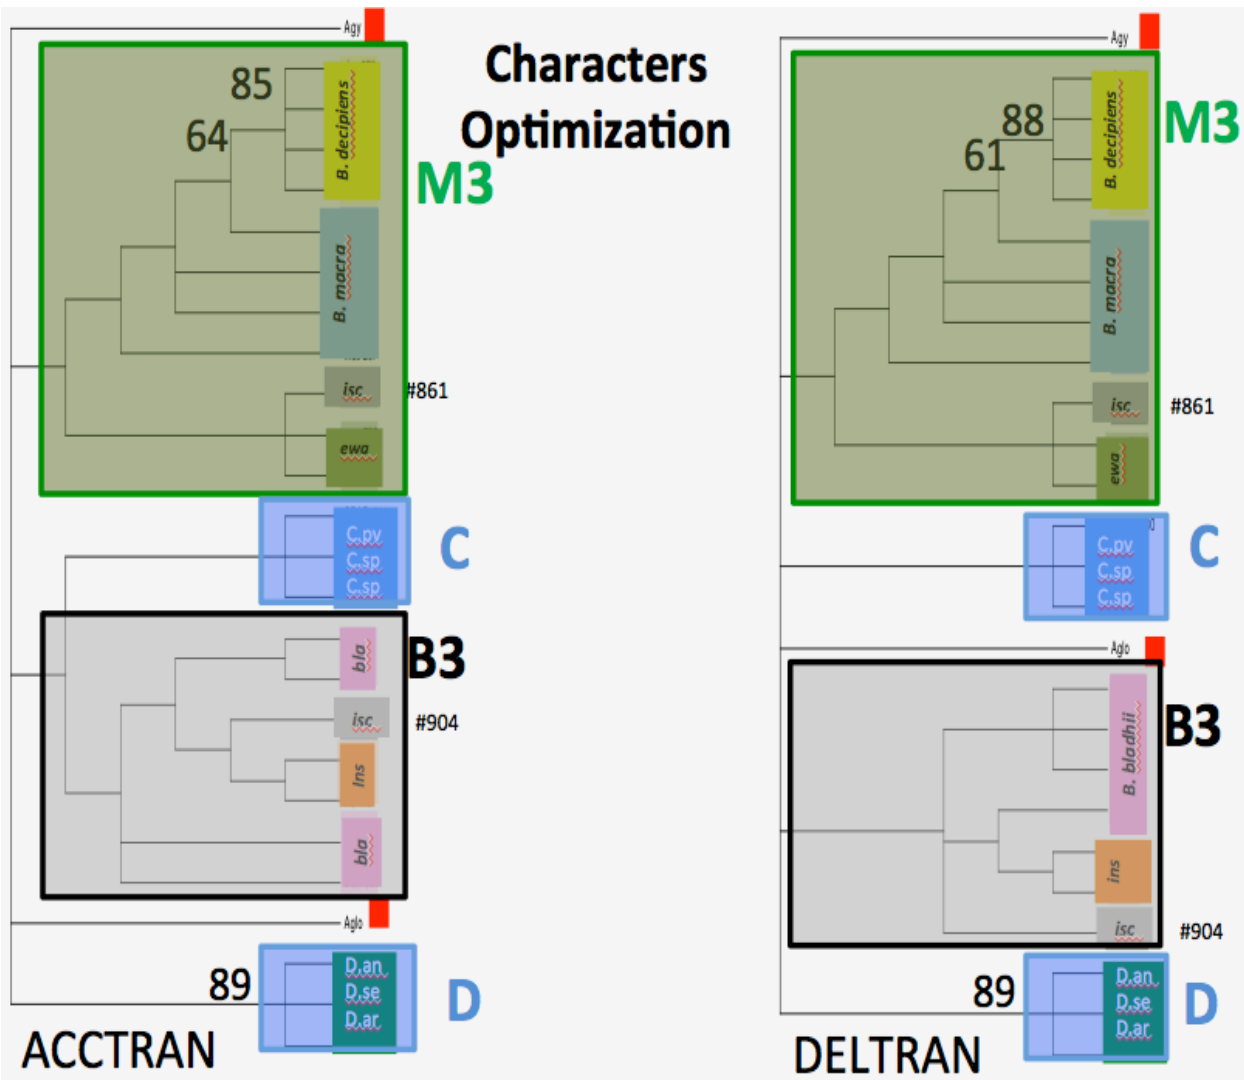 Agy
Characters
Optimization
85
64
B. decipiens
M3
B. macra
isc
#861
ewa
C.pv
C.sp
C.sp
C
bla
B3
isc
#904
Ins
bla
Aglo
89
D.an
D.se
D.ar
D
ACCTRAN
Agy
88
61
B. decipiens
M3
B. macra
isc
#861
ewa
C.pv
C.sp
C.sp
C
Aglo
B. bladhii
B3
ins
isc
#904
89
D.an
D.se
D.ar
D
DELTRAN